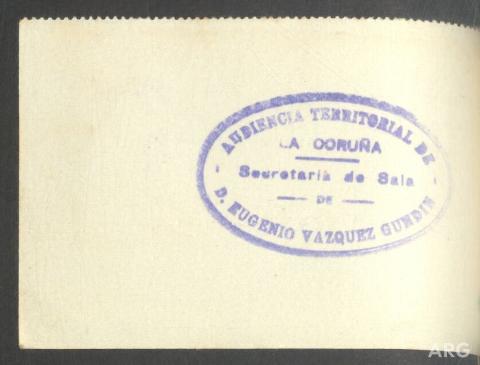 AUDIENCIA TERRITORIAL DE
LA CORUÑA
Secretaría de Sala
— DE —
D. EUGENIO VAZQUEZ GUNDIN
ARG